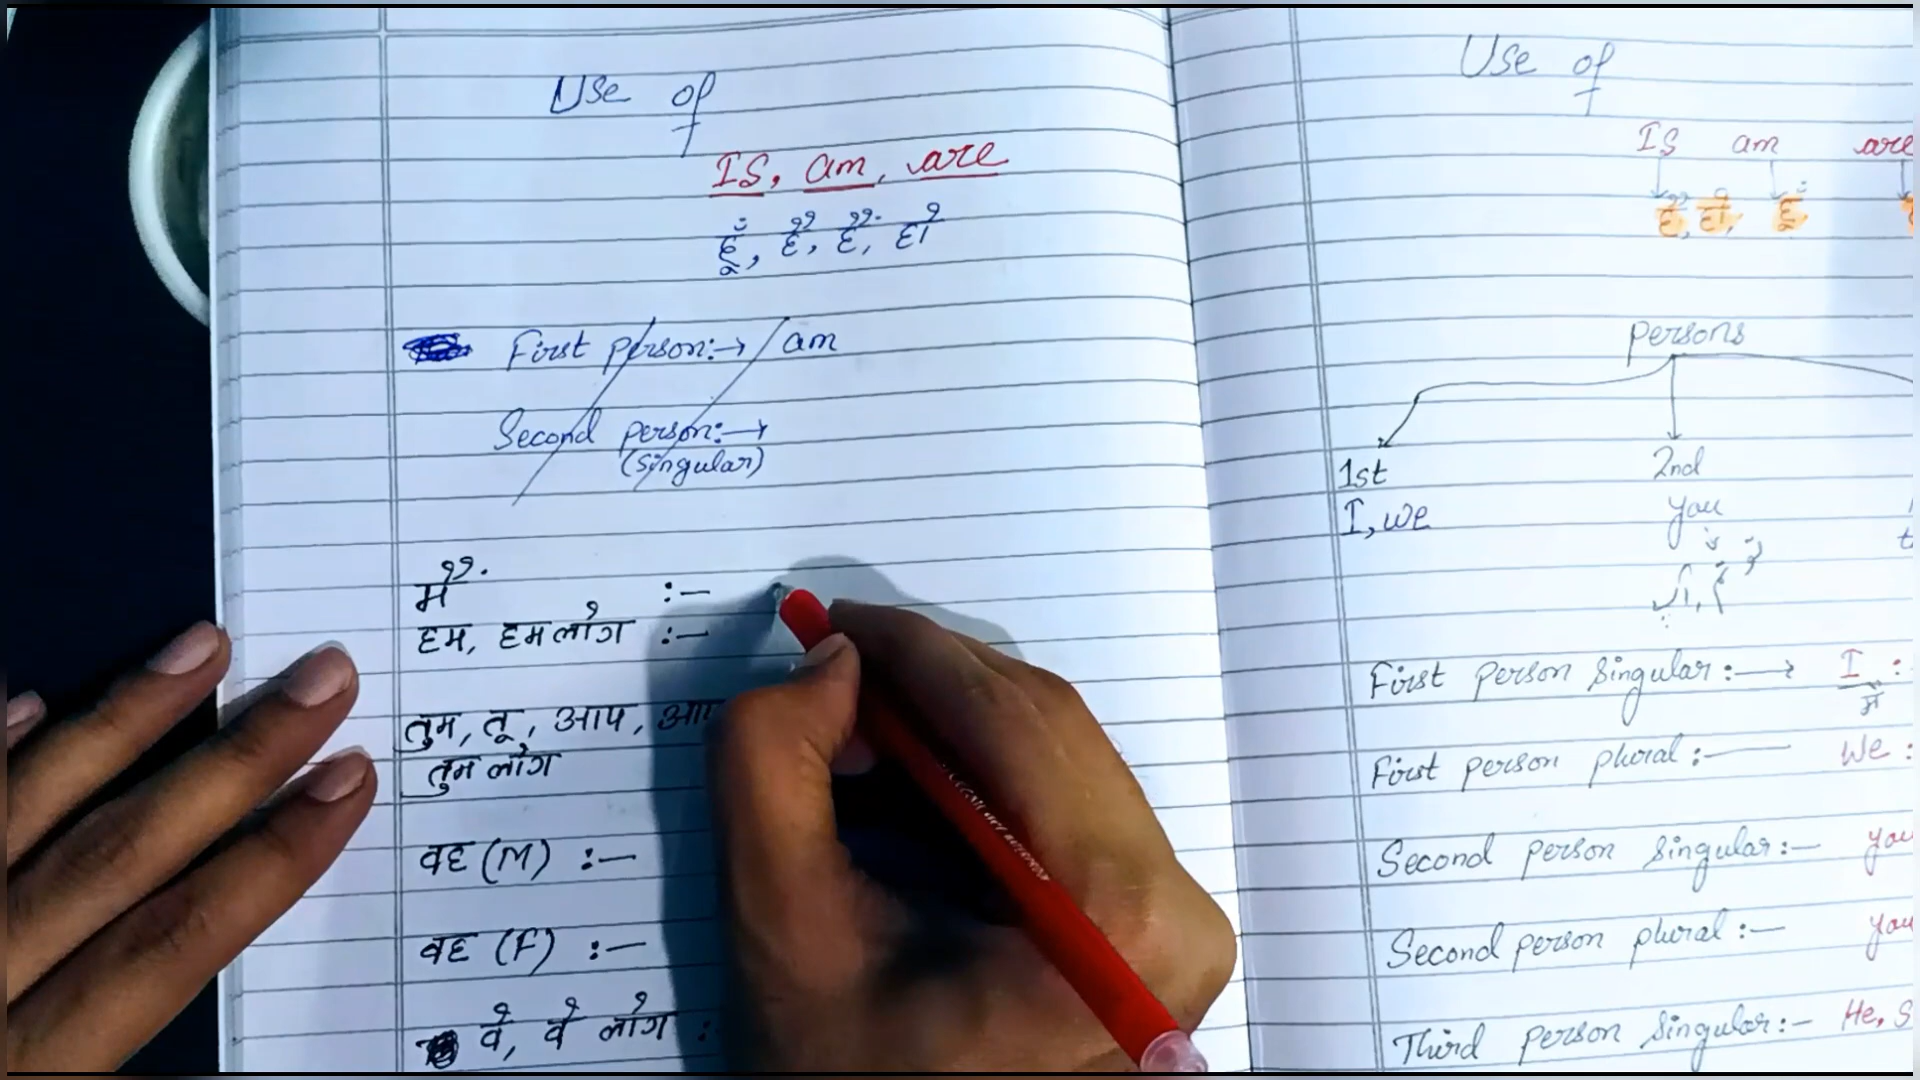 Use of
IS, am, are
हूँ, है, हैं, हो
First person:→ am
Second person:→
(Singular)
मैं :-
हम, हमलोग :-
तुम, तू, आप,
तुम लोग
वह (M) :-
वह (F) :-
वे, वे लोग :
Use of
IS am are
है, हो, हूँ
persons
1st 2nd
I, we you
First person singular:→ I :
मैं
First person plural:- We :
Second person singular:- you
Second person plural:- you
Third person singular:- He, S